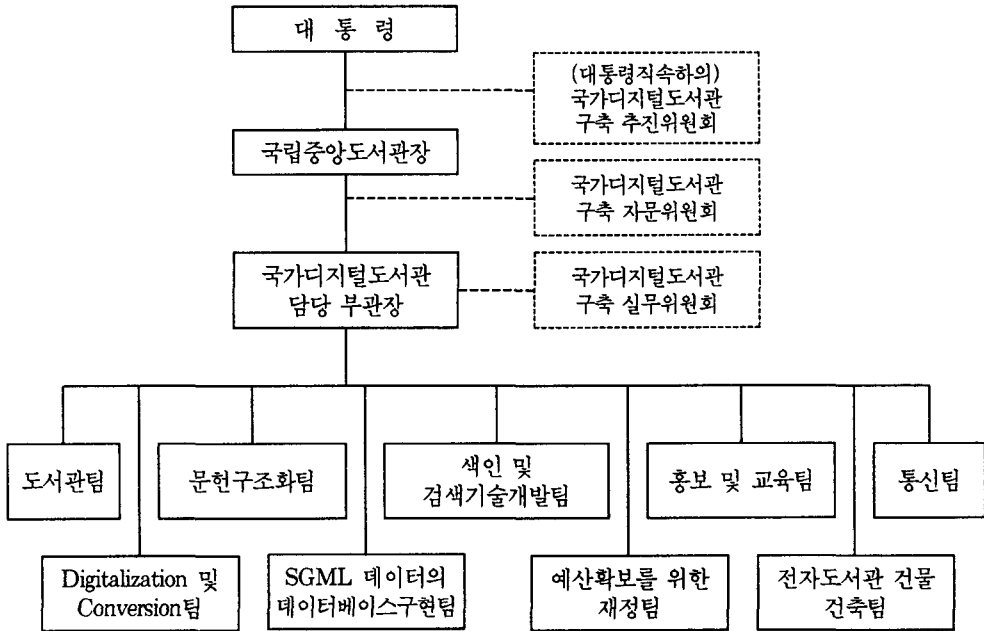 대 통 령
(대통령직속하의)
국가디지털도서관
구축 추진위원회
국립중앙도서관장
국가디지털도서관
구축 자문위원회
국가디지털도서관
담당 부관장
국가디지털도서관
구축 실무위원회
도서관팀
문헌구조화팀
색인 및
검색기술개발팀
홍보 및 교육팀
통신팀
Digitalization 및
Conversion팀
SGML 데이터의
데이터베이스구현팀
예산확보를 위한
재정팀
전자도서관 건물
건축팀